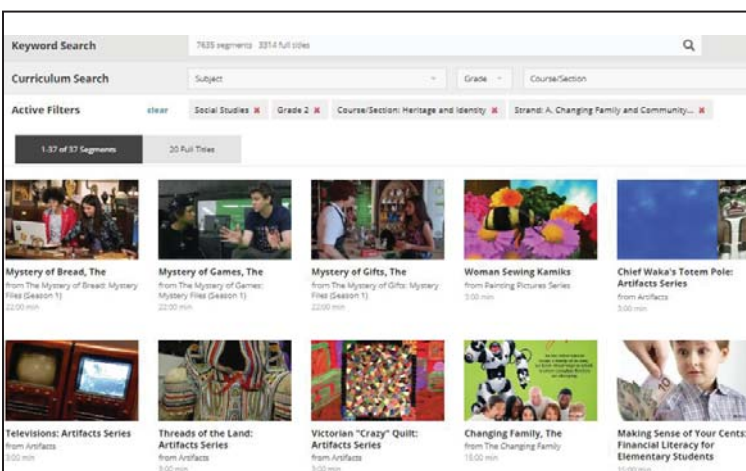 Keyword Search
7635 segments 3314 full titles
Curriculum Search
Subject
Grade
Course/Section
Active Filters
clear
Social Studies ✖
Grade 2 ✖
Course/Section: Heritage and Identity ✖
Strand: A. Changing Family and Community... ✖
1-37 of 37 Segments
20 Full Titles
Mystery of Bread, The
from The Mystery of Bread: Mystery
Files (Season 1)
22:00 min
Mystery of Games, The
from The Mystery of Games:
Mystery Files (Season 1)
22:00 min
Mystery of Gifts, The
from The Mystery of Gifts: Mystery
Files (Season 1)
22:00 min
Woman Sewing Kamiks
from Painting Pictures Series
3:00 min
Chief Waka's Totem Pole:
Artifacts Series
from Artifacts
3:00 min
Televisions: Artifacts Series
from Artifacts
3:00 min
Threads of the Land:
Artifacts Series
from Artifacts
3:00 min
Victorian "Crazy" Quilt:
Artifacts Series
from Artifacts
3:00 min
Changing Family, The
from The Changing Family
15:00 min
Making Sense of Your Cents:
Financial Literacy for
Elementary Students